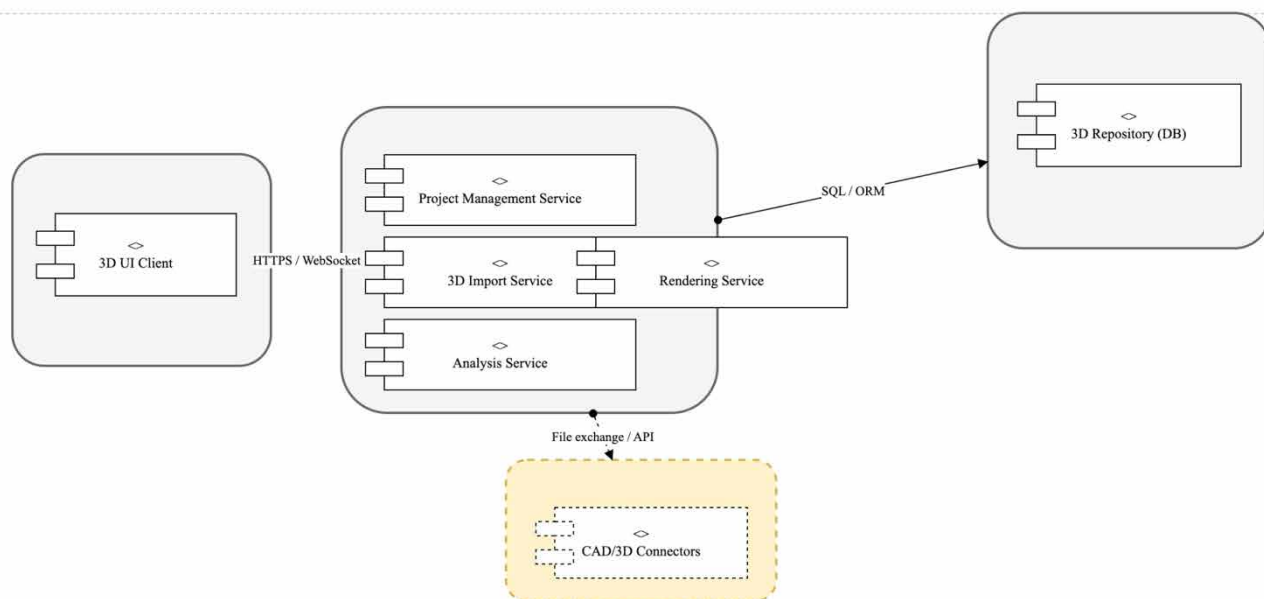 <>
3D UI Client
HTTPS / WebSocket
<>
Project Management Service
<>
3D Import Service
<>
Rendering Service
<>
Analysis Service
SQL / ORM
<>
3D Repository (DB)
File exchange / API
<>
CAD/3D Connectors